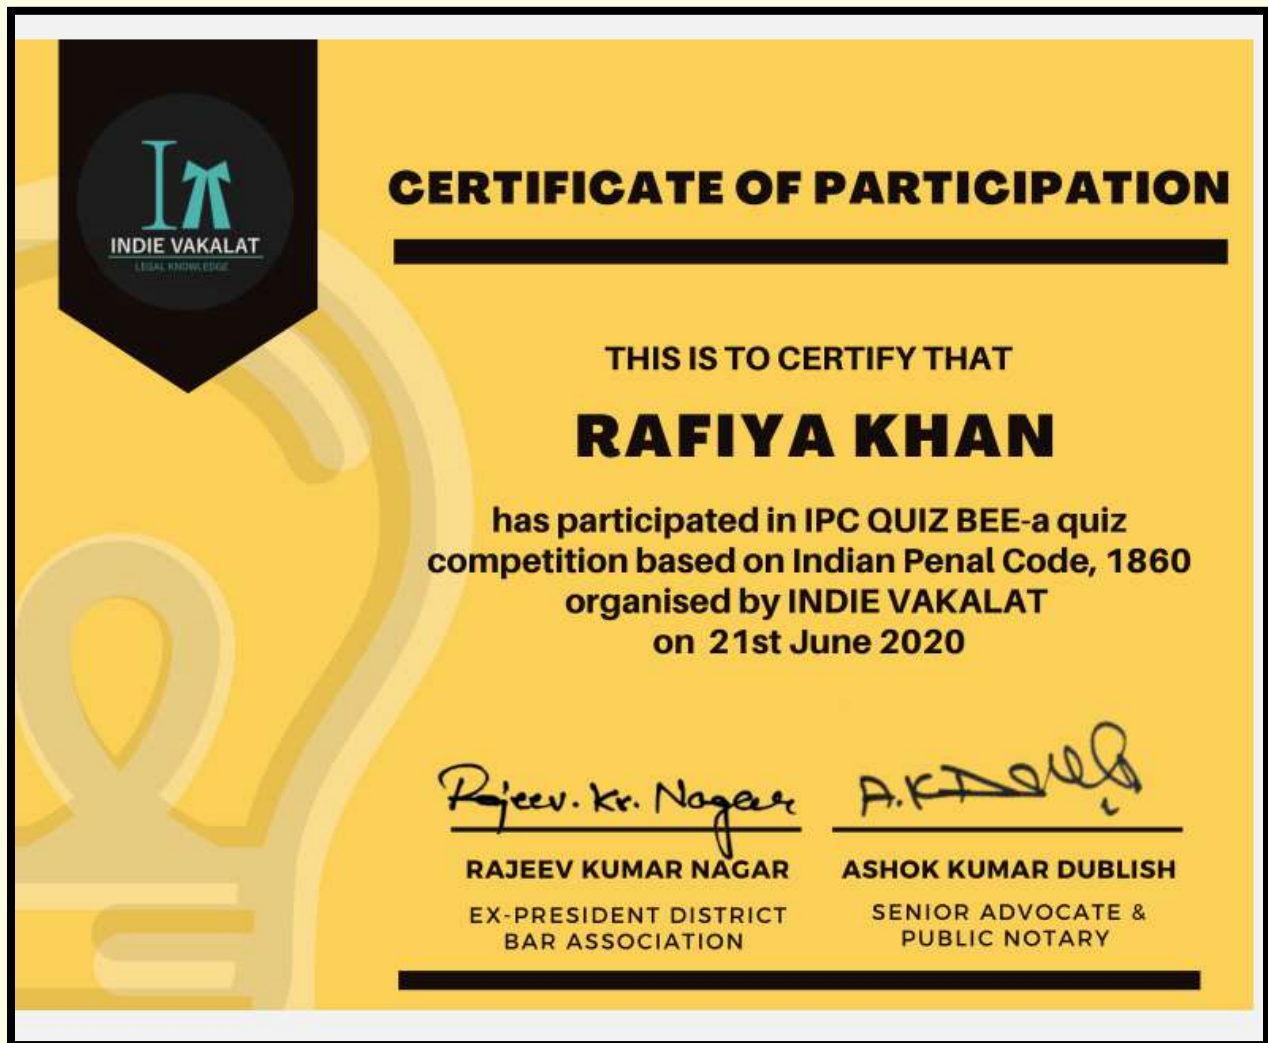 INDIE VAKALAT
LEGAL KNOWLEDGE
CERTIFICATE OF PARTICIPATION
THIS IS TO CERTIFY THAT
RAFIYA KHAN
has participated in IPC QUIZ BEE-a quiz
competition based on Indian Penal Code, 1860
organised by INDIE VAKALAT
on 21st June 2020
Rajeev. Kr. Nagar
RAJEEV KUMAR NAGAR
EX-PRESIDENT DISTRICT
BAR ASSOCIATION
A.K
ASHOK KUMAR DUBLISH
SENIOR ADVOCATE &
PUBLIC NOTARY